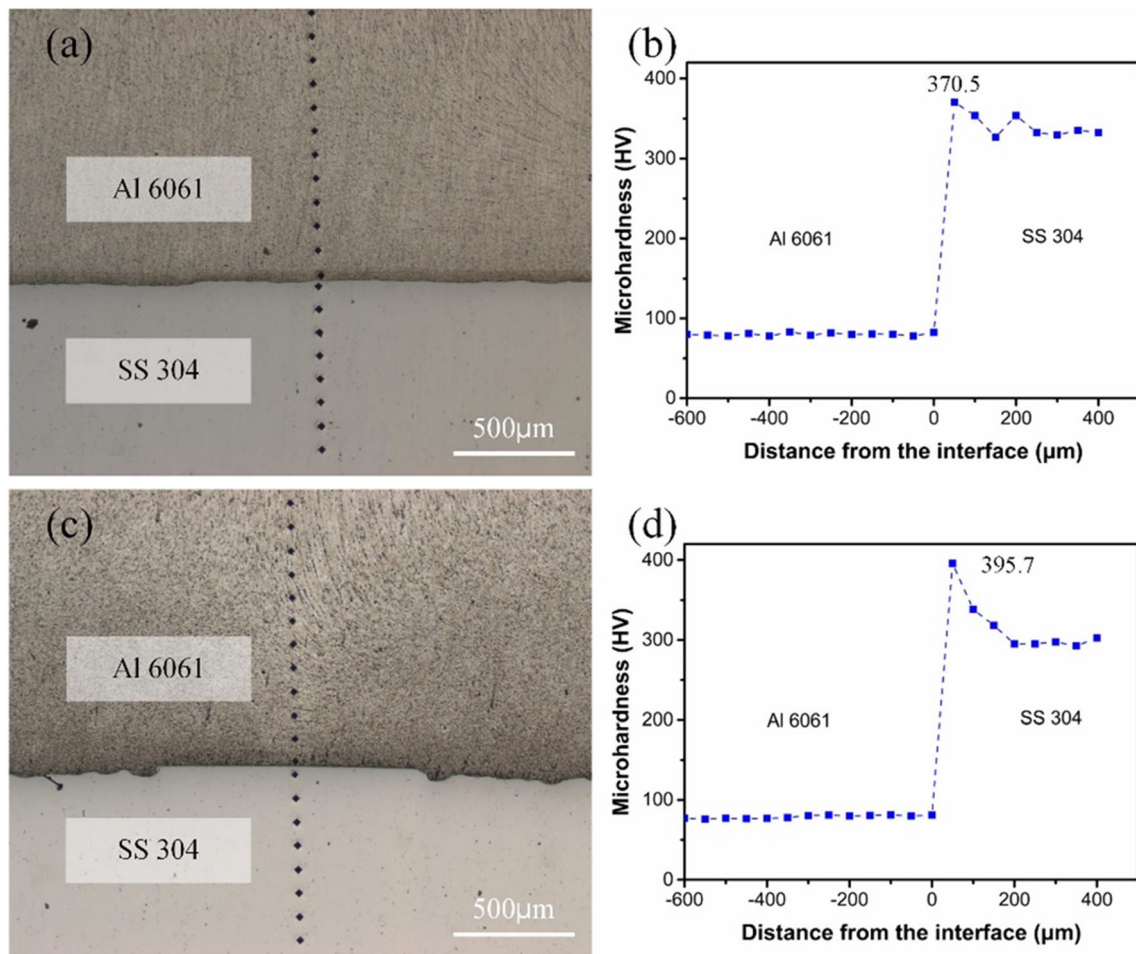 (a)
Al 6061
SS 304
500μm
(b)
400
300
200
100
0
370.5
Al 6061
SS 304
Microhardness (HV)
-600 -400 -200 0 200 400
Distance from the interface (μm)
(c)
Al 6061
SS 304
500μm
(d)
400
300
200
100
0
395.7
Al 6061
SS 304
Microhardness (HV)
-600 -400 -200 0 200 400
Distance from the interface (μm)